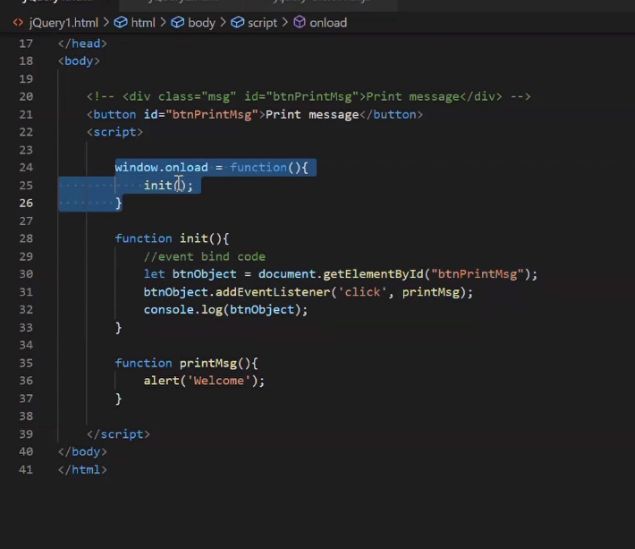 jQuery1.html > html > body > script > onload
17 </head>
18 <body>
19
20 <!-- <div class="msg" id="btnPrintMsg">Print message</div> -->
21 <button id="btnPrintMsg">Print message</button>
22 <script>
23
24 window.onload = function(){
25 init();
26 }
27
28 function init(){
29 //event bind code
30 let btnObject = document.getElementById("btnPrintMsg");
31 btnObject.addEventListener('click', printMsg);
32 console.log(btnObject);
33 }
34
35 function printMsg(){
36 alert('Welcome');
37 }
38
39 </script>
40 </body>
41 </html>